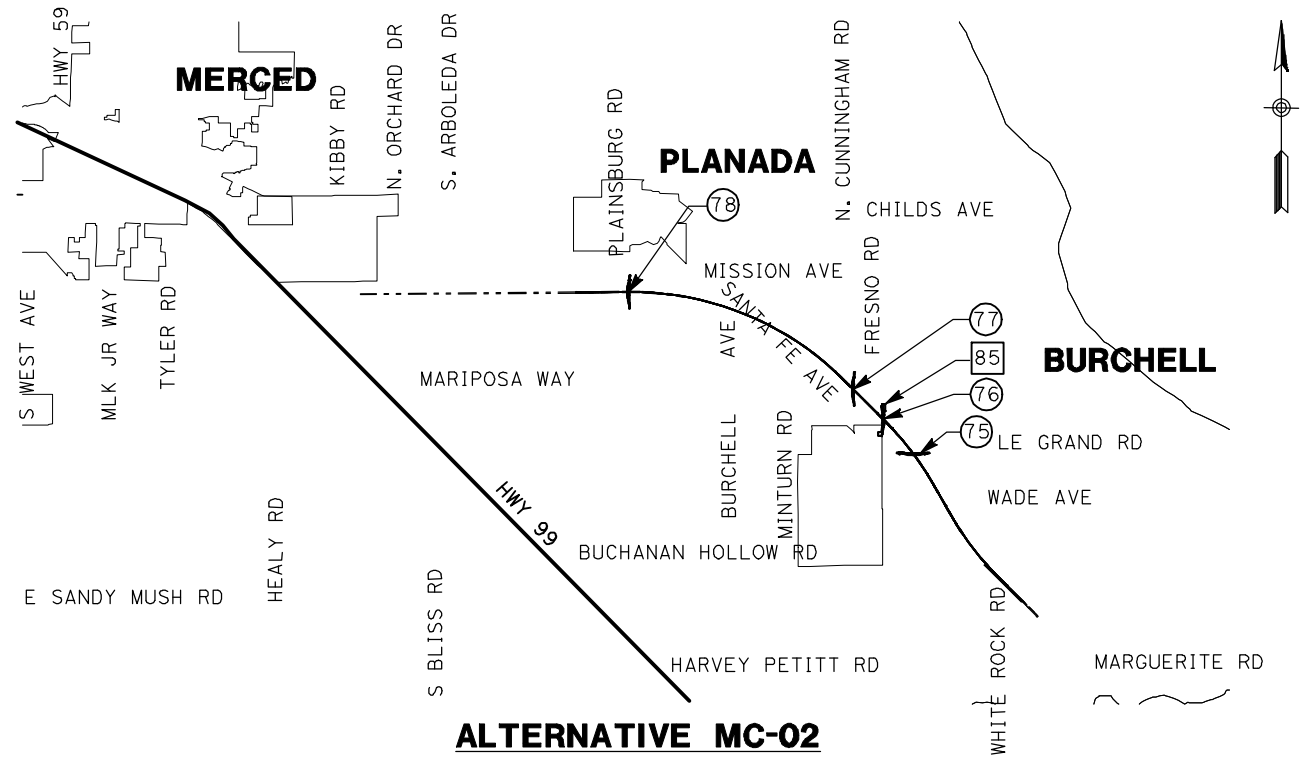 HWY 59
MERCED
KIBBY RD
N. ORCHARD DR
S. ARBOLEDA DR
PLAINSBURG RD
PLANADA
78
N. CUNNINGHAM RD
CHILDS AVE
MISSION AVE
FRESNO RD
SANTA FE AVE
77
85
76
75
BURCHELL
LE GRAND RD
WADE AVE
S WEST AVE
MLK JR WAY
TYLER RD
MARIPOSA WAY
BURCHELL AVE
MINTURN RD
HWY 99
BUCHANAN HOLLOW RD
HEALY RD
E SANDY MUSH RD
S BLISS RD
HARVEY PETITT RD
WHITE ROCK RD
MARGUERITE RD
ALTERNATIVE MC-02